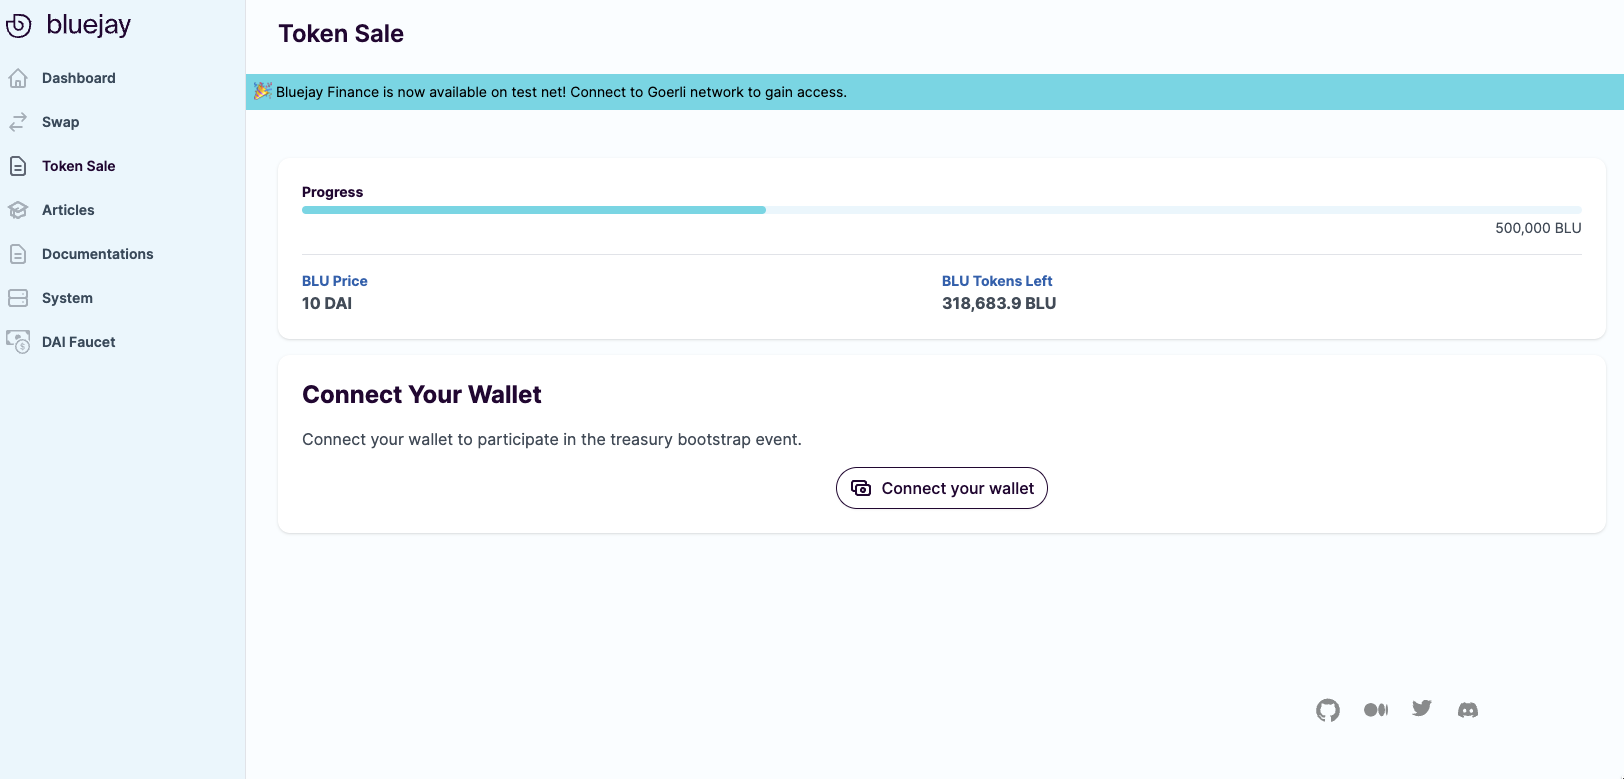 bluejay
Dashboard
Swap
Token Sale
Articles
Documentations
System
DAI Faucet
Token Sale
🎉 Bluejay Finance is now available on test net! Connect to Goerli network to gain access.
Progress
500,000 BLU
BLU Price
10 DAI
BLU Tokens Left
318,683.9 BLU
Connect Your Wallet
Connect your wallet to participate in the treasury bootstrap event.
Connect your wallet